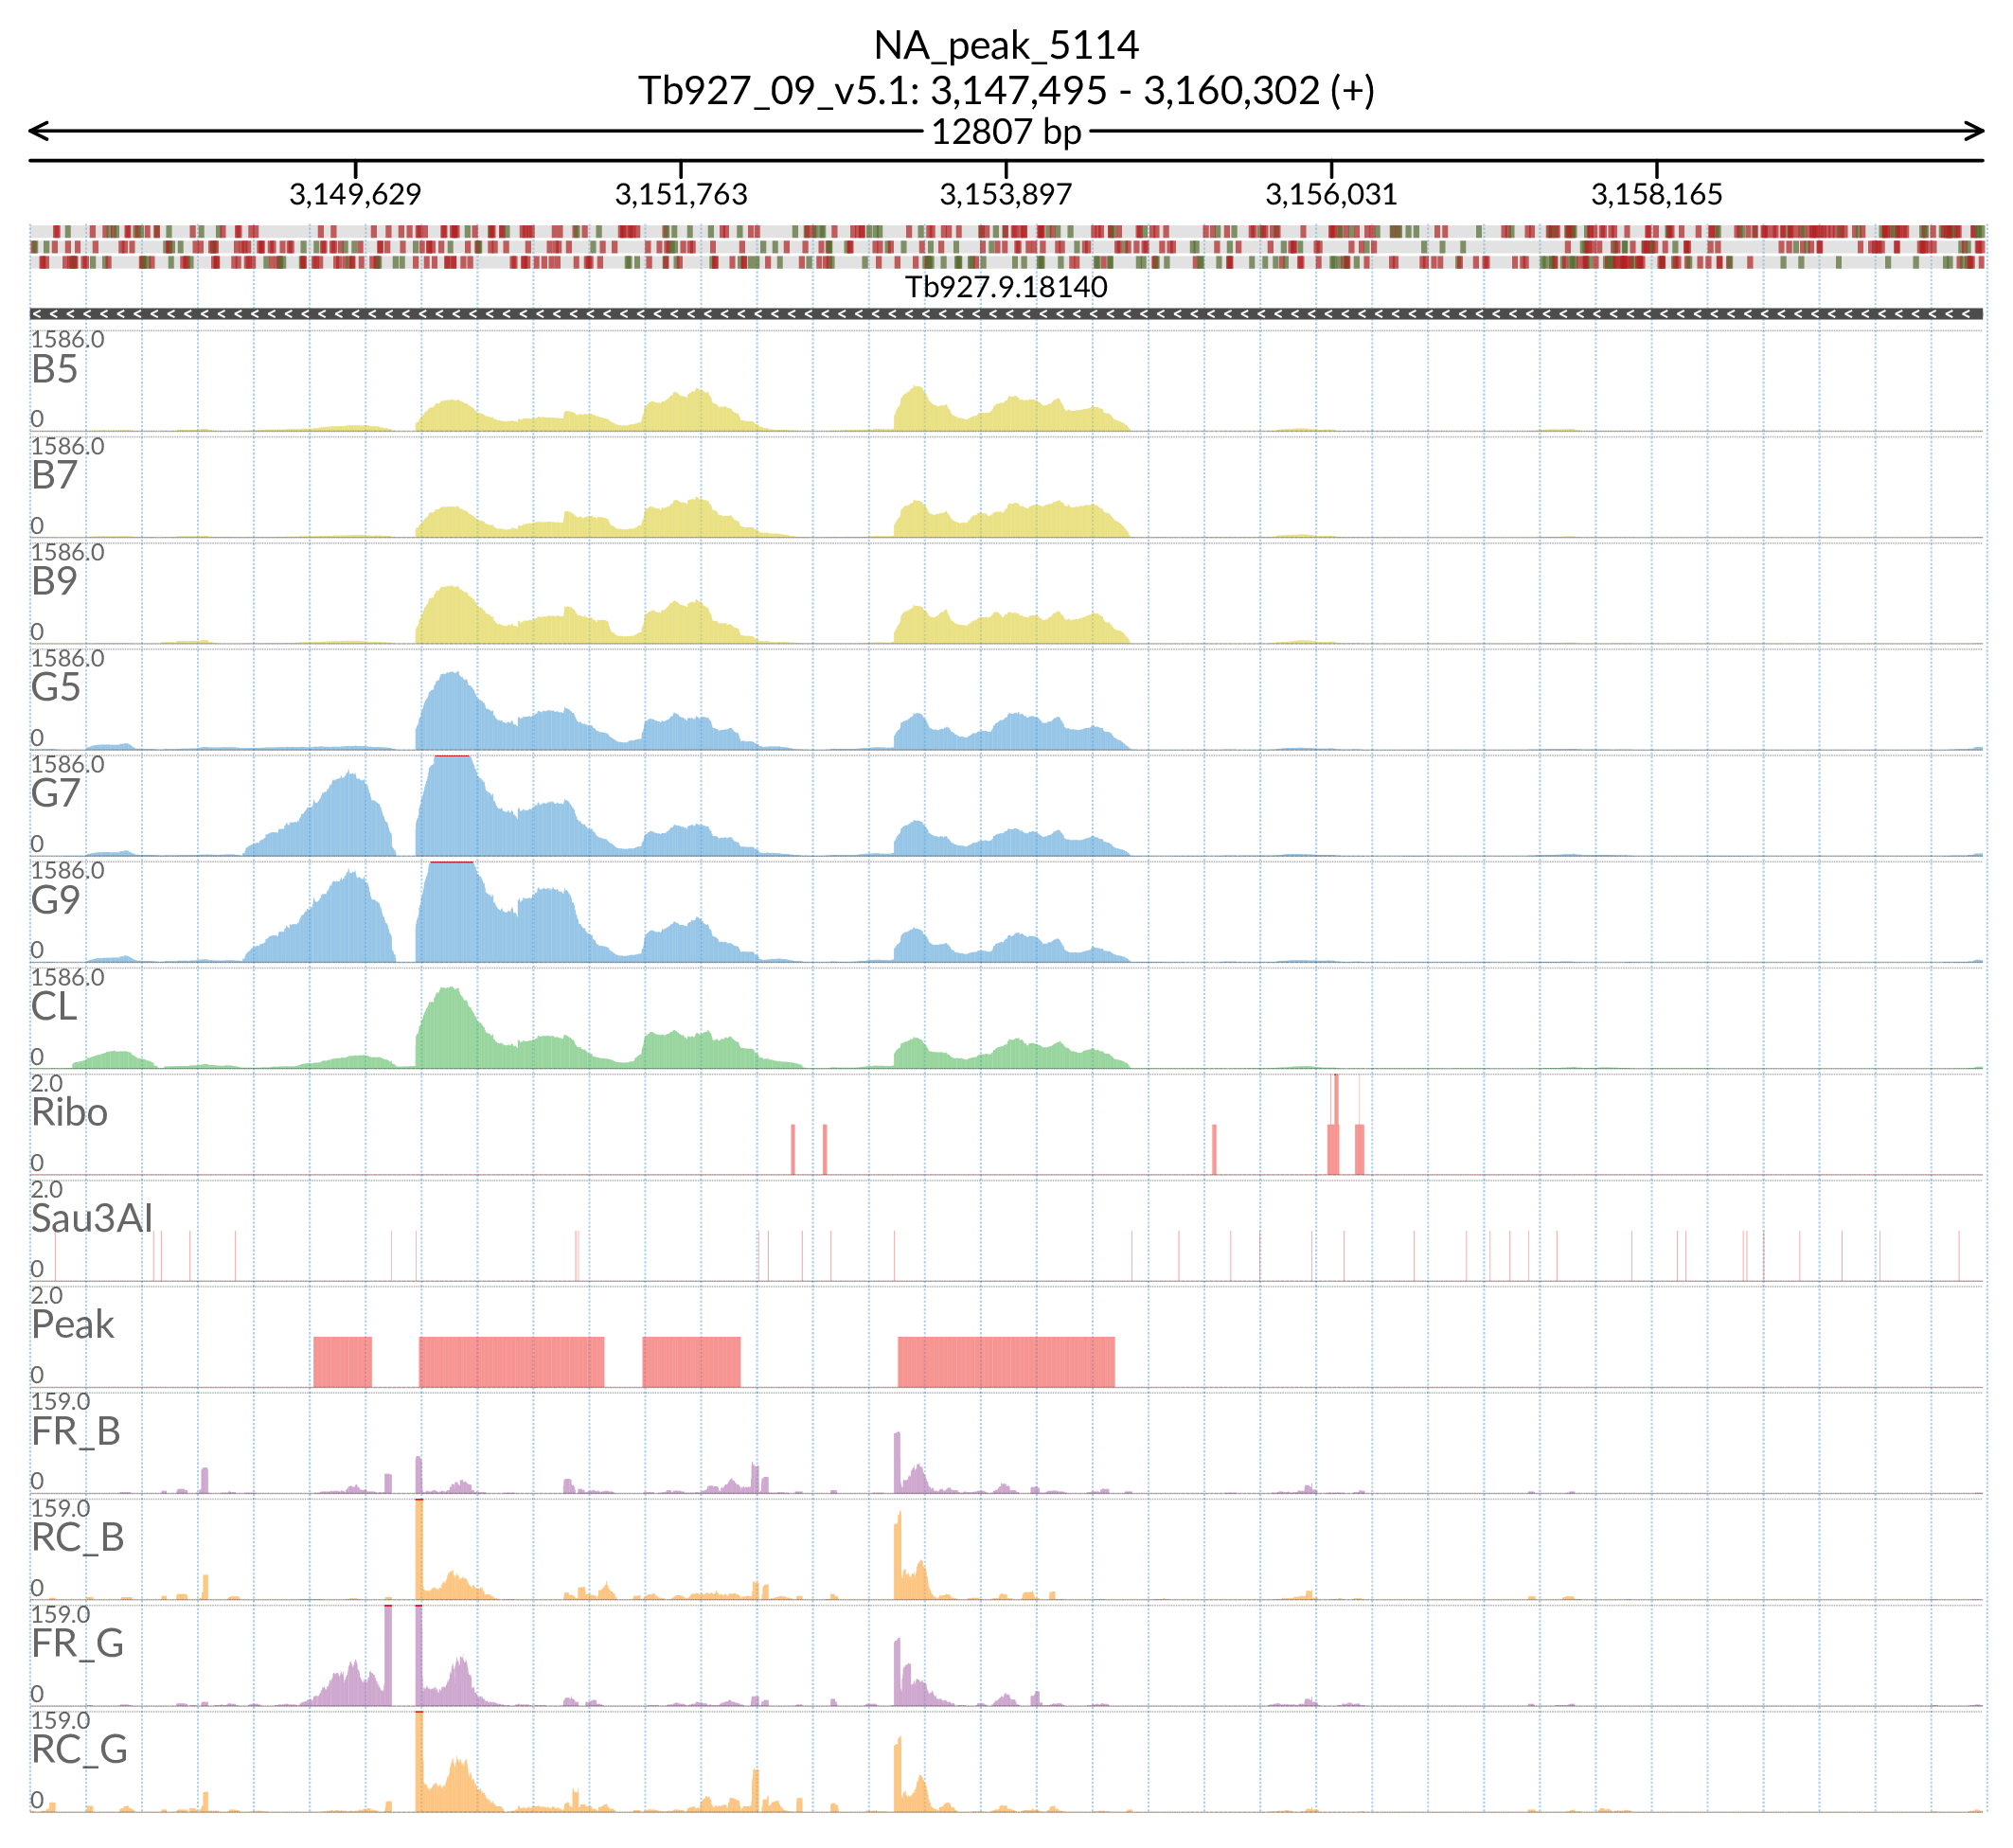 NA_peak_5114
Tb927_09_v5.1: 3,147,495 - 3,160,302 (+)
12807 bp
3,149,629 3,151,763 3,153,897 3,156,031 3,158,165
Tb927.9.18140
1586.0
B5
0
1586.0
B7
0
1586.0
B9
0
1586.0
G5
0
1586.0
G7
0
1586.0
G9
0
1586.0
CL
0
2.0
Ribo
0
2.0
Sau3AI
0
2.0
Peak
0
159.0
FR_B
0
159.0
RC_B
0
159.0
FR_G
0
159.0
RC_G
0